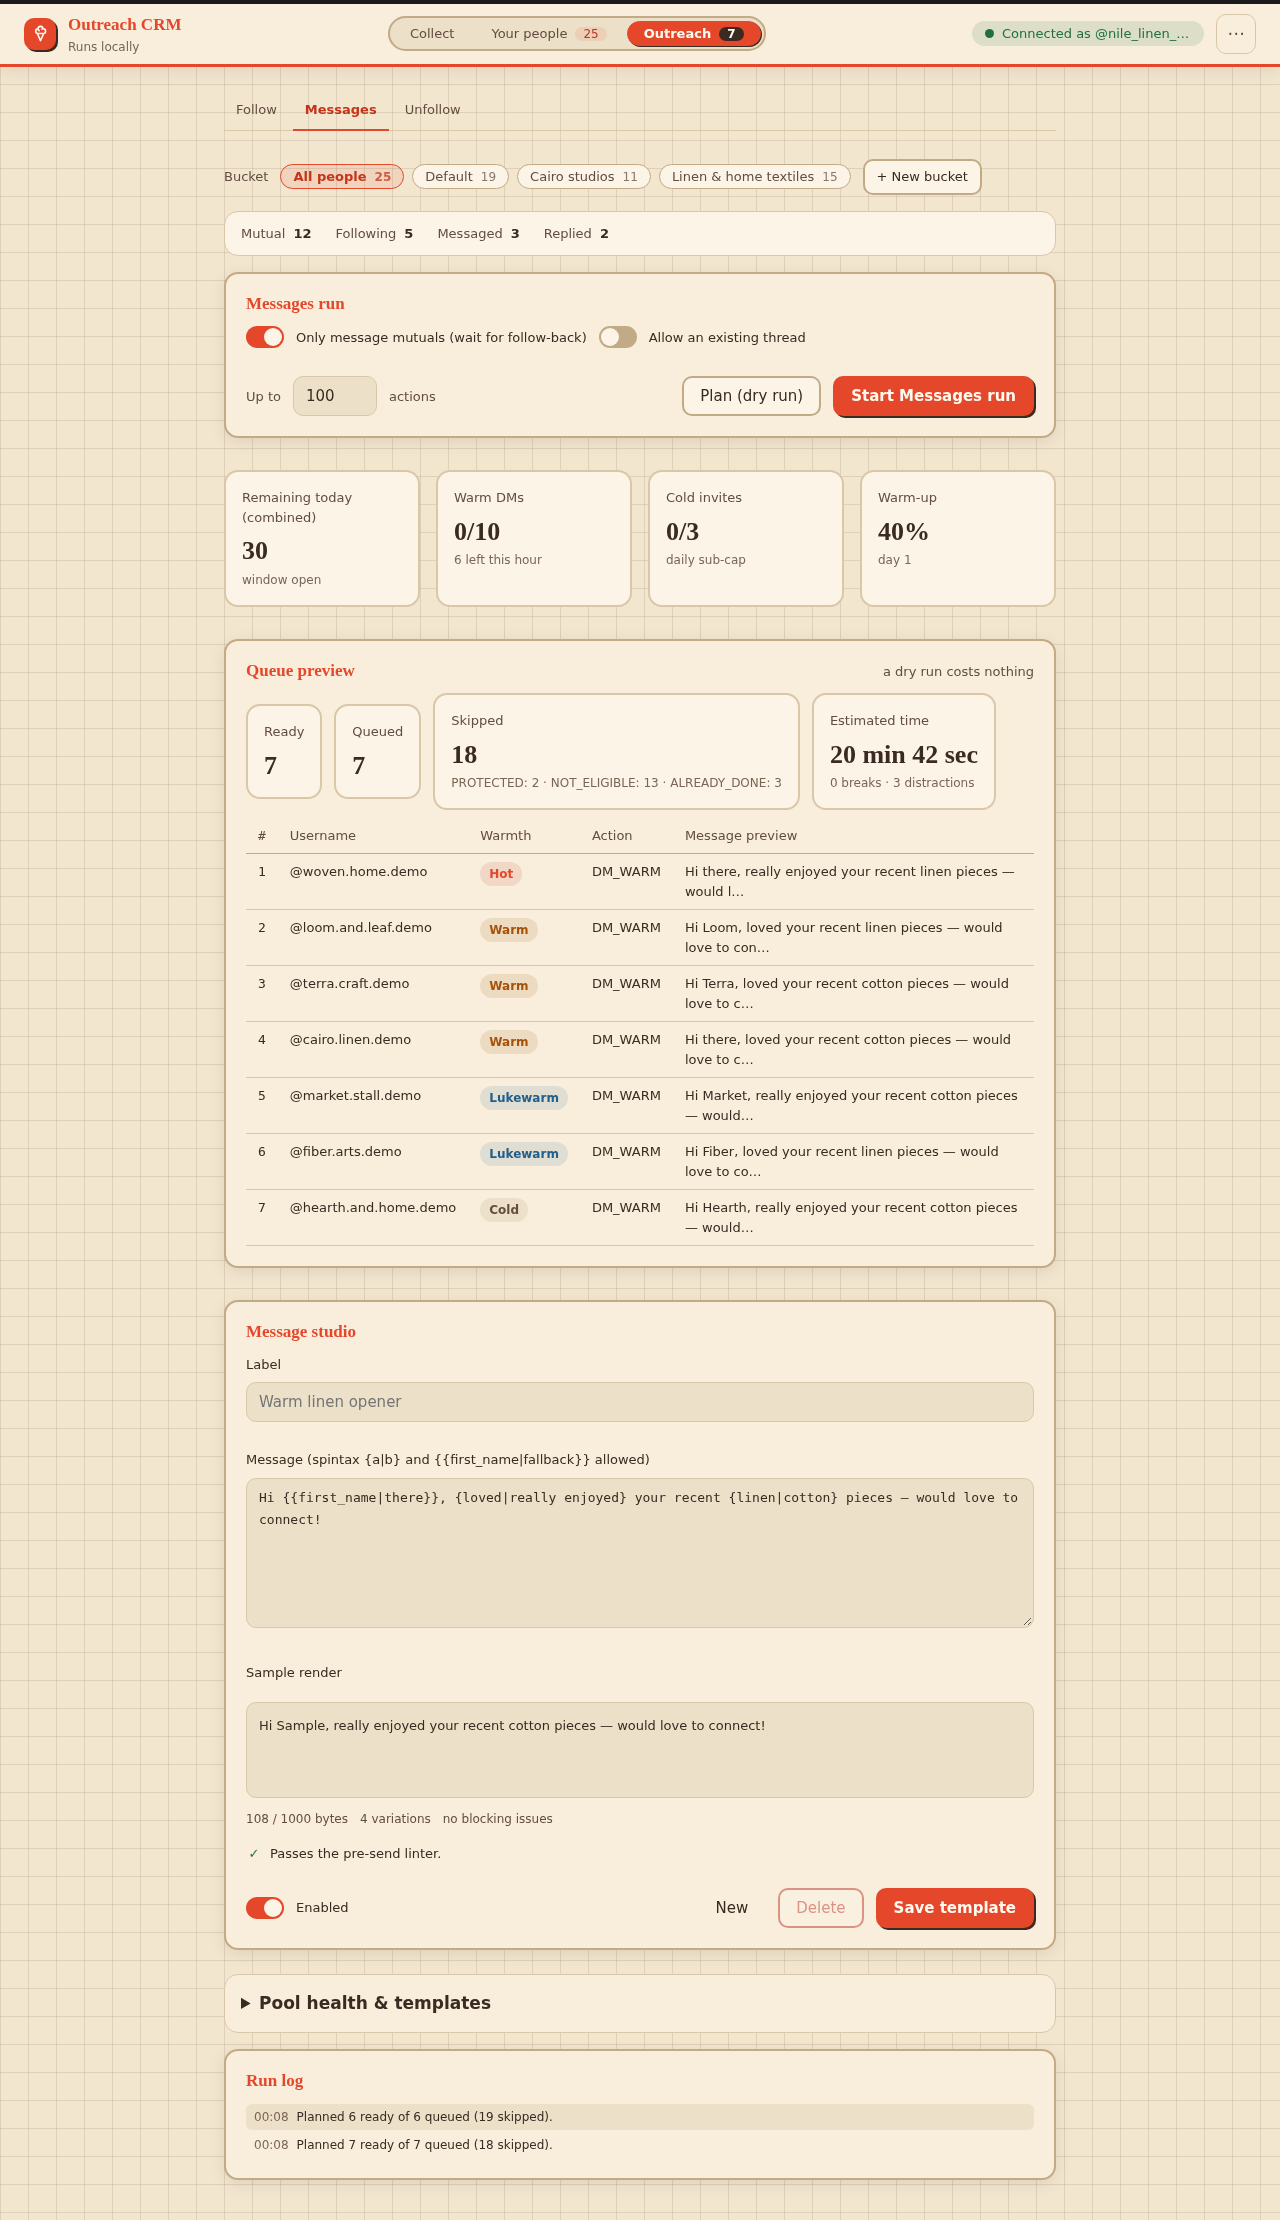 Outreach CRM
Runs locally
Collect
Your people 25
Outreach 7
Connected as @nile_linen_...
...
Follow
Messages
Unfollow
Bucket
All people 25
Default 19
Cairo studios 11
Linen & home textiles 15
+ New bucket
Mutual 12
Following 5
Messaged 3
Replied 2
Messages run
Only message mutuals (wait for follow-back)
Allow an existing thread
Up to 100 actions
Plan (dry run)
Start Messages run
Remaining today
(combined)
30
window open
Warm DMs
0/10
6 left this hour
Cold invites
0/3
daily sub-cap
Warm-up
40%
day 1
Queue preview
a dry run costs nothing
Ready
7
Queued
7
Skipped
18
PROTECTED: 2 · NOT_ELIGIBLE: 13 · ALREADY_DONE: 3
Estimated time
20 min 42 sec
0 breaks · 3 distractions
# Username Warmth Action Message preview
1 @woven.home.demo Hot DM_WARM Hi there, really enjoyed your recent linen pieces —
would l...
2 @loom.and.leaf.demo Warm DM_WARM Hi Loom, loved your recent linen pieces — would
love to con...
3 @terra.craft.demo Warm DM_WARM Hi Terra, loved your recent cotton pieces — would
love to c...
4 @cairo.linen.demo Warm DM_WARM Hi there, loved your recent cotton pieces — would
love to c...
5 @market.stall.demo Lukewarm DM_WARM Hi Market, really enjoyed your recent cotton pieces
— would...
6 @fiber.arts.demo Lukewarm DM_WARM Hi Fiber, loved your recent linen pieces — would
love to co...
7 @hearth.and.home.demo Cold DM_WARM Hi Hearth, really enjoyed your recent cotton pieces
— would...
Message studio
Label
Warm linen opener
Message (spintax {a|b} and {{first_name|fallback}} allowed)
Hi {{first_name|there}}, {loved|really enjoyed} your recent {linen|cotton} pieces — would love to
connect!
Sample render
Hi Sample, really enjoyed your recent cotton pieces — would love to connect!
108 / 1000 bytes 4 variations no blocking issues
✓ Passes the pre-send linter.
Enabled
New
Delete
Save template
▶ Pool health & templates
Run log
00:08 Planned 6 ready of 6 queued (19 skipped).
00:08 Planned 7 ready of 7 queued (18 skipped).